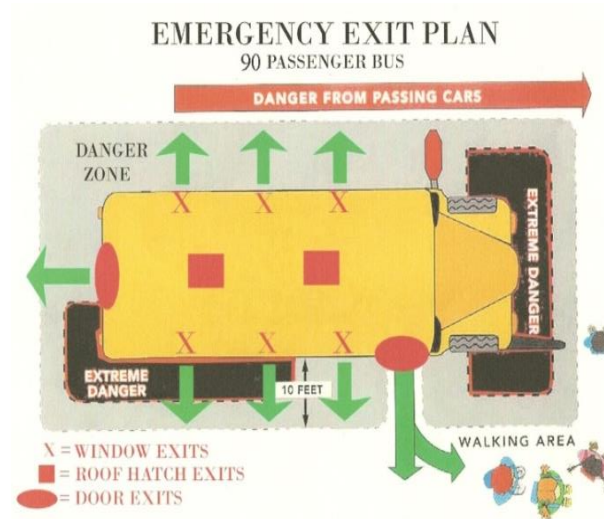 EMERGENCY EXIT PLAN
90 PASSENGER BUS
DANGER FROM PASSING CARS
DANGER
ZONE
X X X
EXTREME DANGER
X X X
EXTREME
DANGER
10 FEET
WALKING AREA
X = WINDOW EXITS
= ROOF HATCH EXITS
= DOOR EXITS